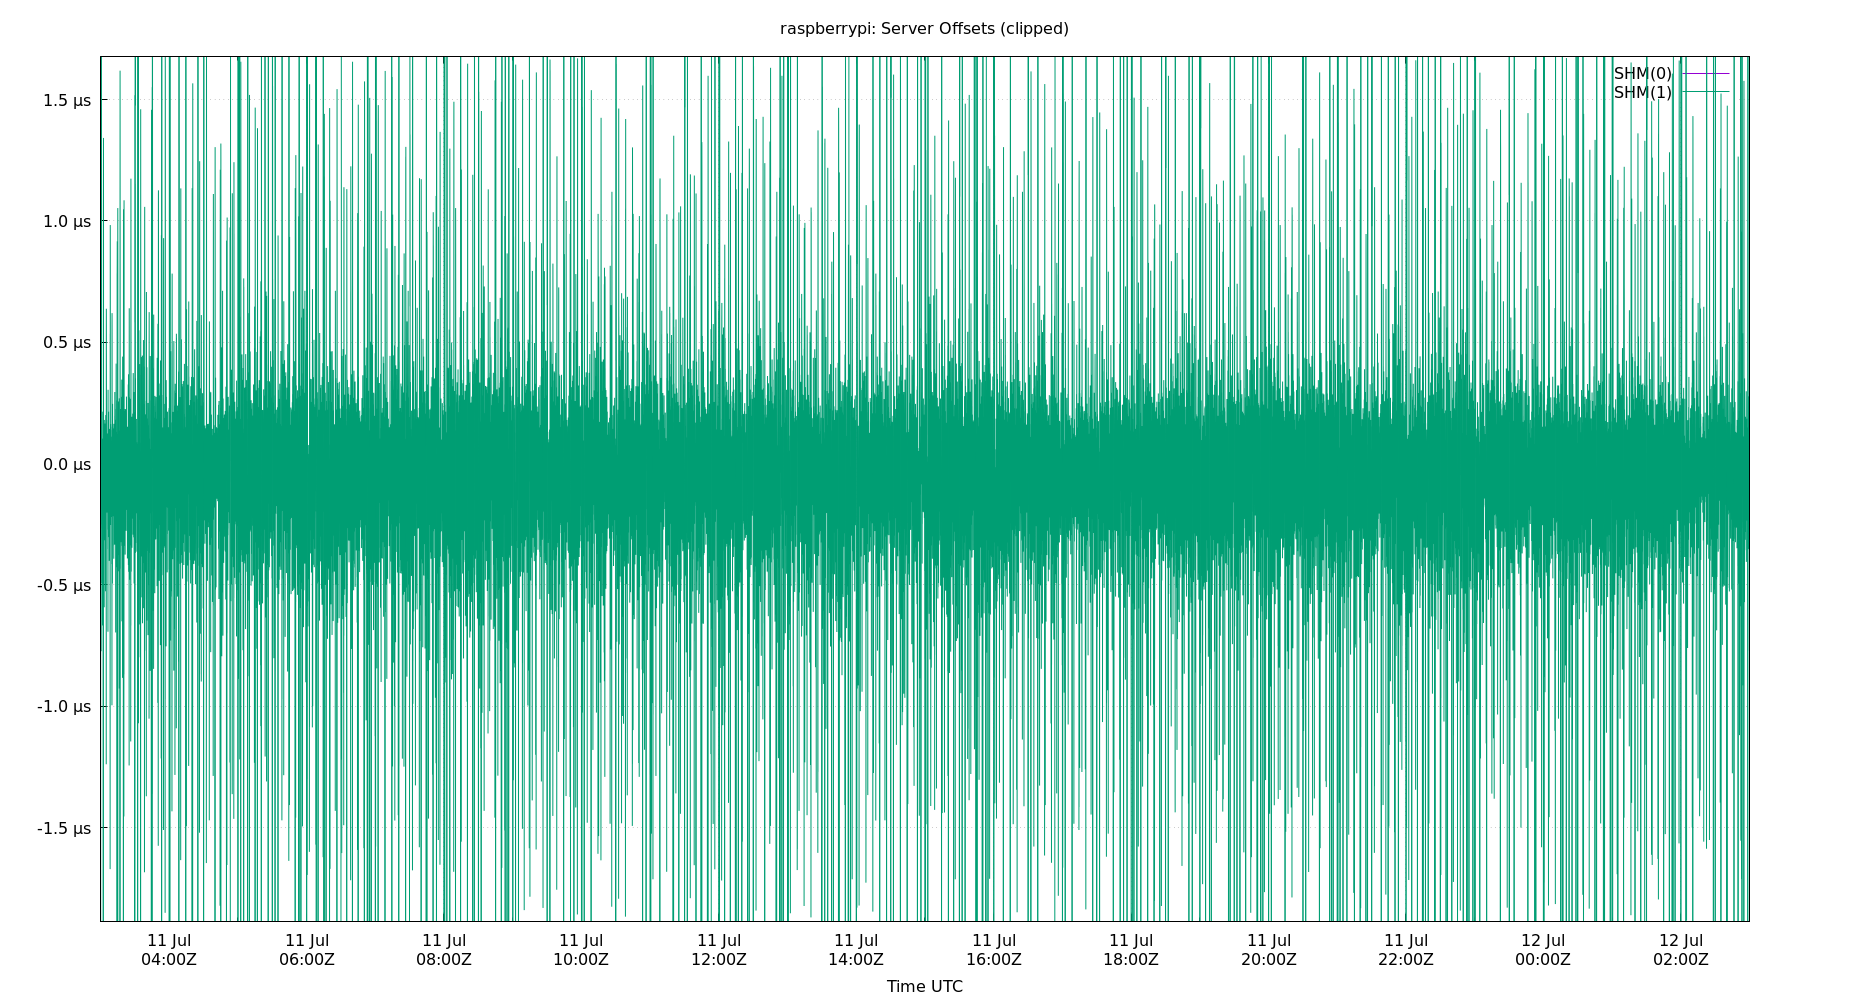 raspberrypi: Server Offsets (clipped)
SHM(0)
SHM(1)
1.5 µs
1.0 µs
0.5 µs
0.0 µs
-0.5 µs
-1.0 µs
-1.5 µs
11 Jul 11 Jul 11 Jul 11 Jul 11 Jul 11 Jul 11 Jul 11 Jul 11 Jul 11 Jul 12 Jul 12 Jul
04:00Z 06:00Z 08:00Z 10:00Z 12:00Z 14:00Z 16:00Z 18:00Z 20:00Z 22:00Z 00:00Z 02:00Z
Time UTC